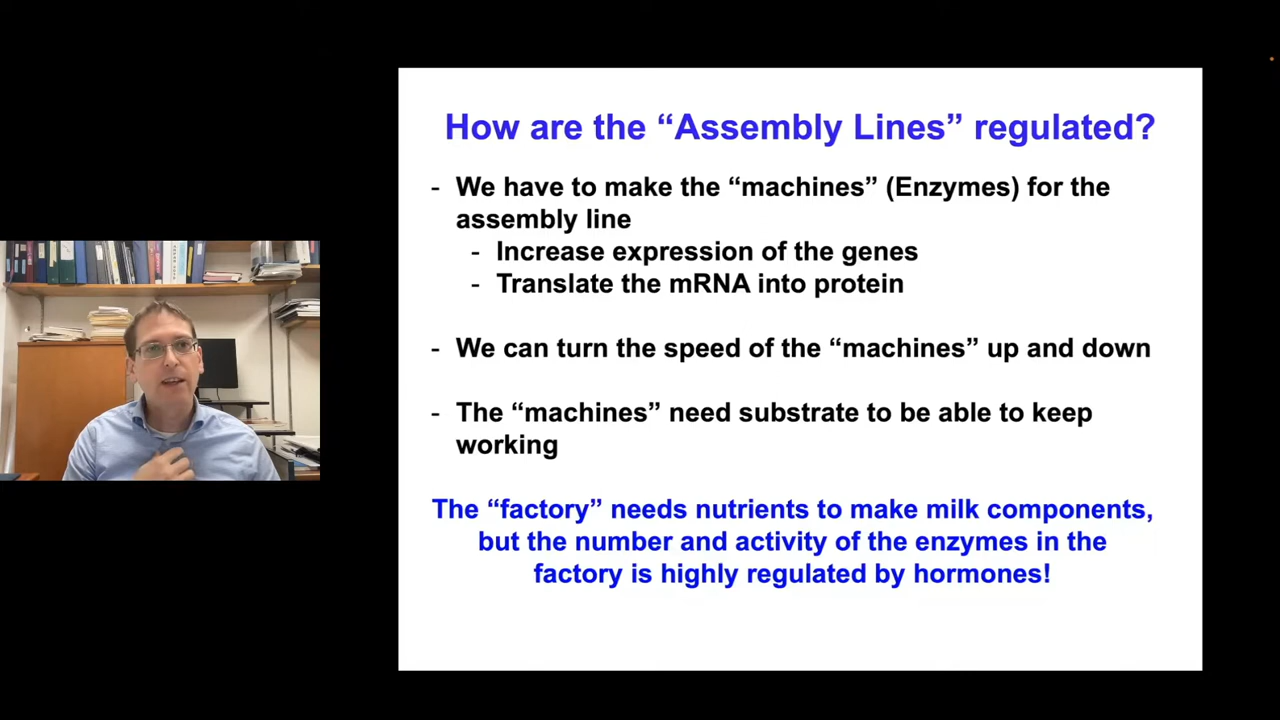 How are the “Assembly Lines” regulated?
- We have to make the “machines” (Enzymes) for the
assembly line
- Increase expression of the genes
- Translate the mRNA into protein
- We can turn the speed of the “machines” up and down
- The “machines” need substrate to be able to keep
working
The “factory” needs nutrients to make milk components,
but the number and activity of the enzymes in the
factory is highly regulated by hormones!